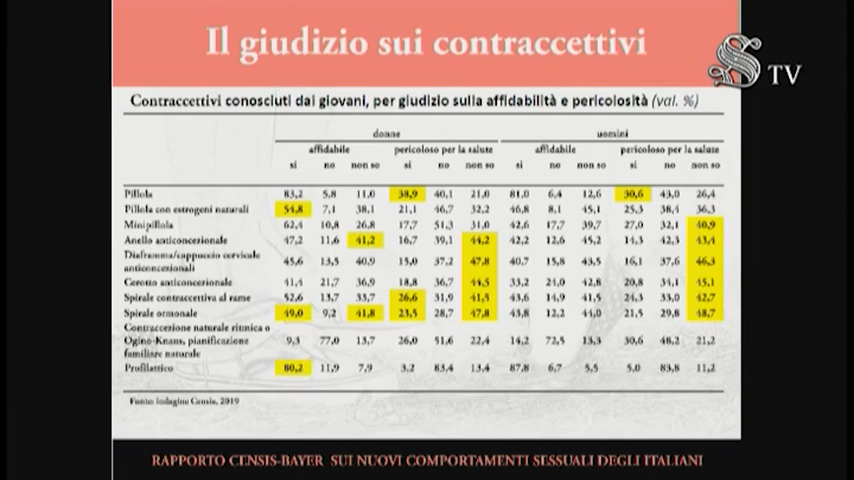 Il giudizio sui contraccettivi
S TV
Contraccettivi conosciuti dai giovani, per giudizio sulla affidabilità e pericolosità (val. %)
donne uomini
affidabile pericoloso per la salute affidabile pericoloso per la salute
si no non so si no non so si no non so si no non so
Pillola 83,2 5,8 11,0 38,9 40,1 21,0 81,0 6,4 12,6 30,6 43,0 26,4
Pillola con estrogeni naturali 54,8 7,1 38,1 21,1 46,7 32,2 46,8 8,1 45,1 25,3 38,4 36,3
Minipillola 62,4 10,8 26,8 17,7 51,3 31,0 42,6 17,7 39,7 27,0 32,1 40,9
Anello anticoncezionale 47,2 11,6 41,2 16,7 39,1 44,2 42,2 12,6 45,2 14,3 42,3 43,4
Diaframma/cappuccio cervicale
anticoncezionali 45,6 13,5 40,9 15,0 37,2 47,8 40,7 15,8 43,5 16,1 37,6 46,3
Cerotto anticoncezionale 41,4 21,7 36,9 18,8 36,7 44,5 33,2 24,0 42,8 20,8 34,1 45,1
Spirale contraccettiva al rame 52,6 13,7 33,7 26,6 31,9 41,5 43,6 14,9 41,5 24,3 33,0 42,7
Spirale ormonale 49,0 9,2 41,8 23,5 28,7 47,8 43,8 12,2 44,0 21,5 29,8 48,7
Contraccezione naturale ritmica o
Ogino-Knaus, pianificazione 9,3 77,0 13,7 26,0 51,6 22,4 14,2 72,5 13,3 30,6 48,2 21,2
familiare naturale
Profilattico 80,2 11,9 7,9 3,2 83,4 13,4 87,8 6,7 5,5 5,0 83,8 11,2
Fonte: indagine Censis, 2019
RAPPORTO CENSIS-BAYER SUI NUOVI COMPORTAMENTI SESSUALI DEGLI ITALIANI